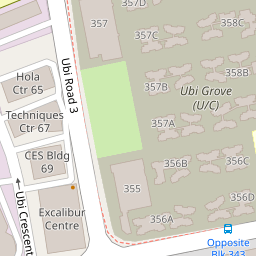 358C
357
357C
358B
Hola
Ctr 65
Ubi Road 3
357B
Ubi Grove
(U/C)
Techniques
Ctr 67
357A
CES Bldg
69
356B
356C
355
Ubi Crescent
Excalibur
Centre
356A
356D
Opposite
Blk 343